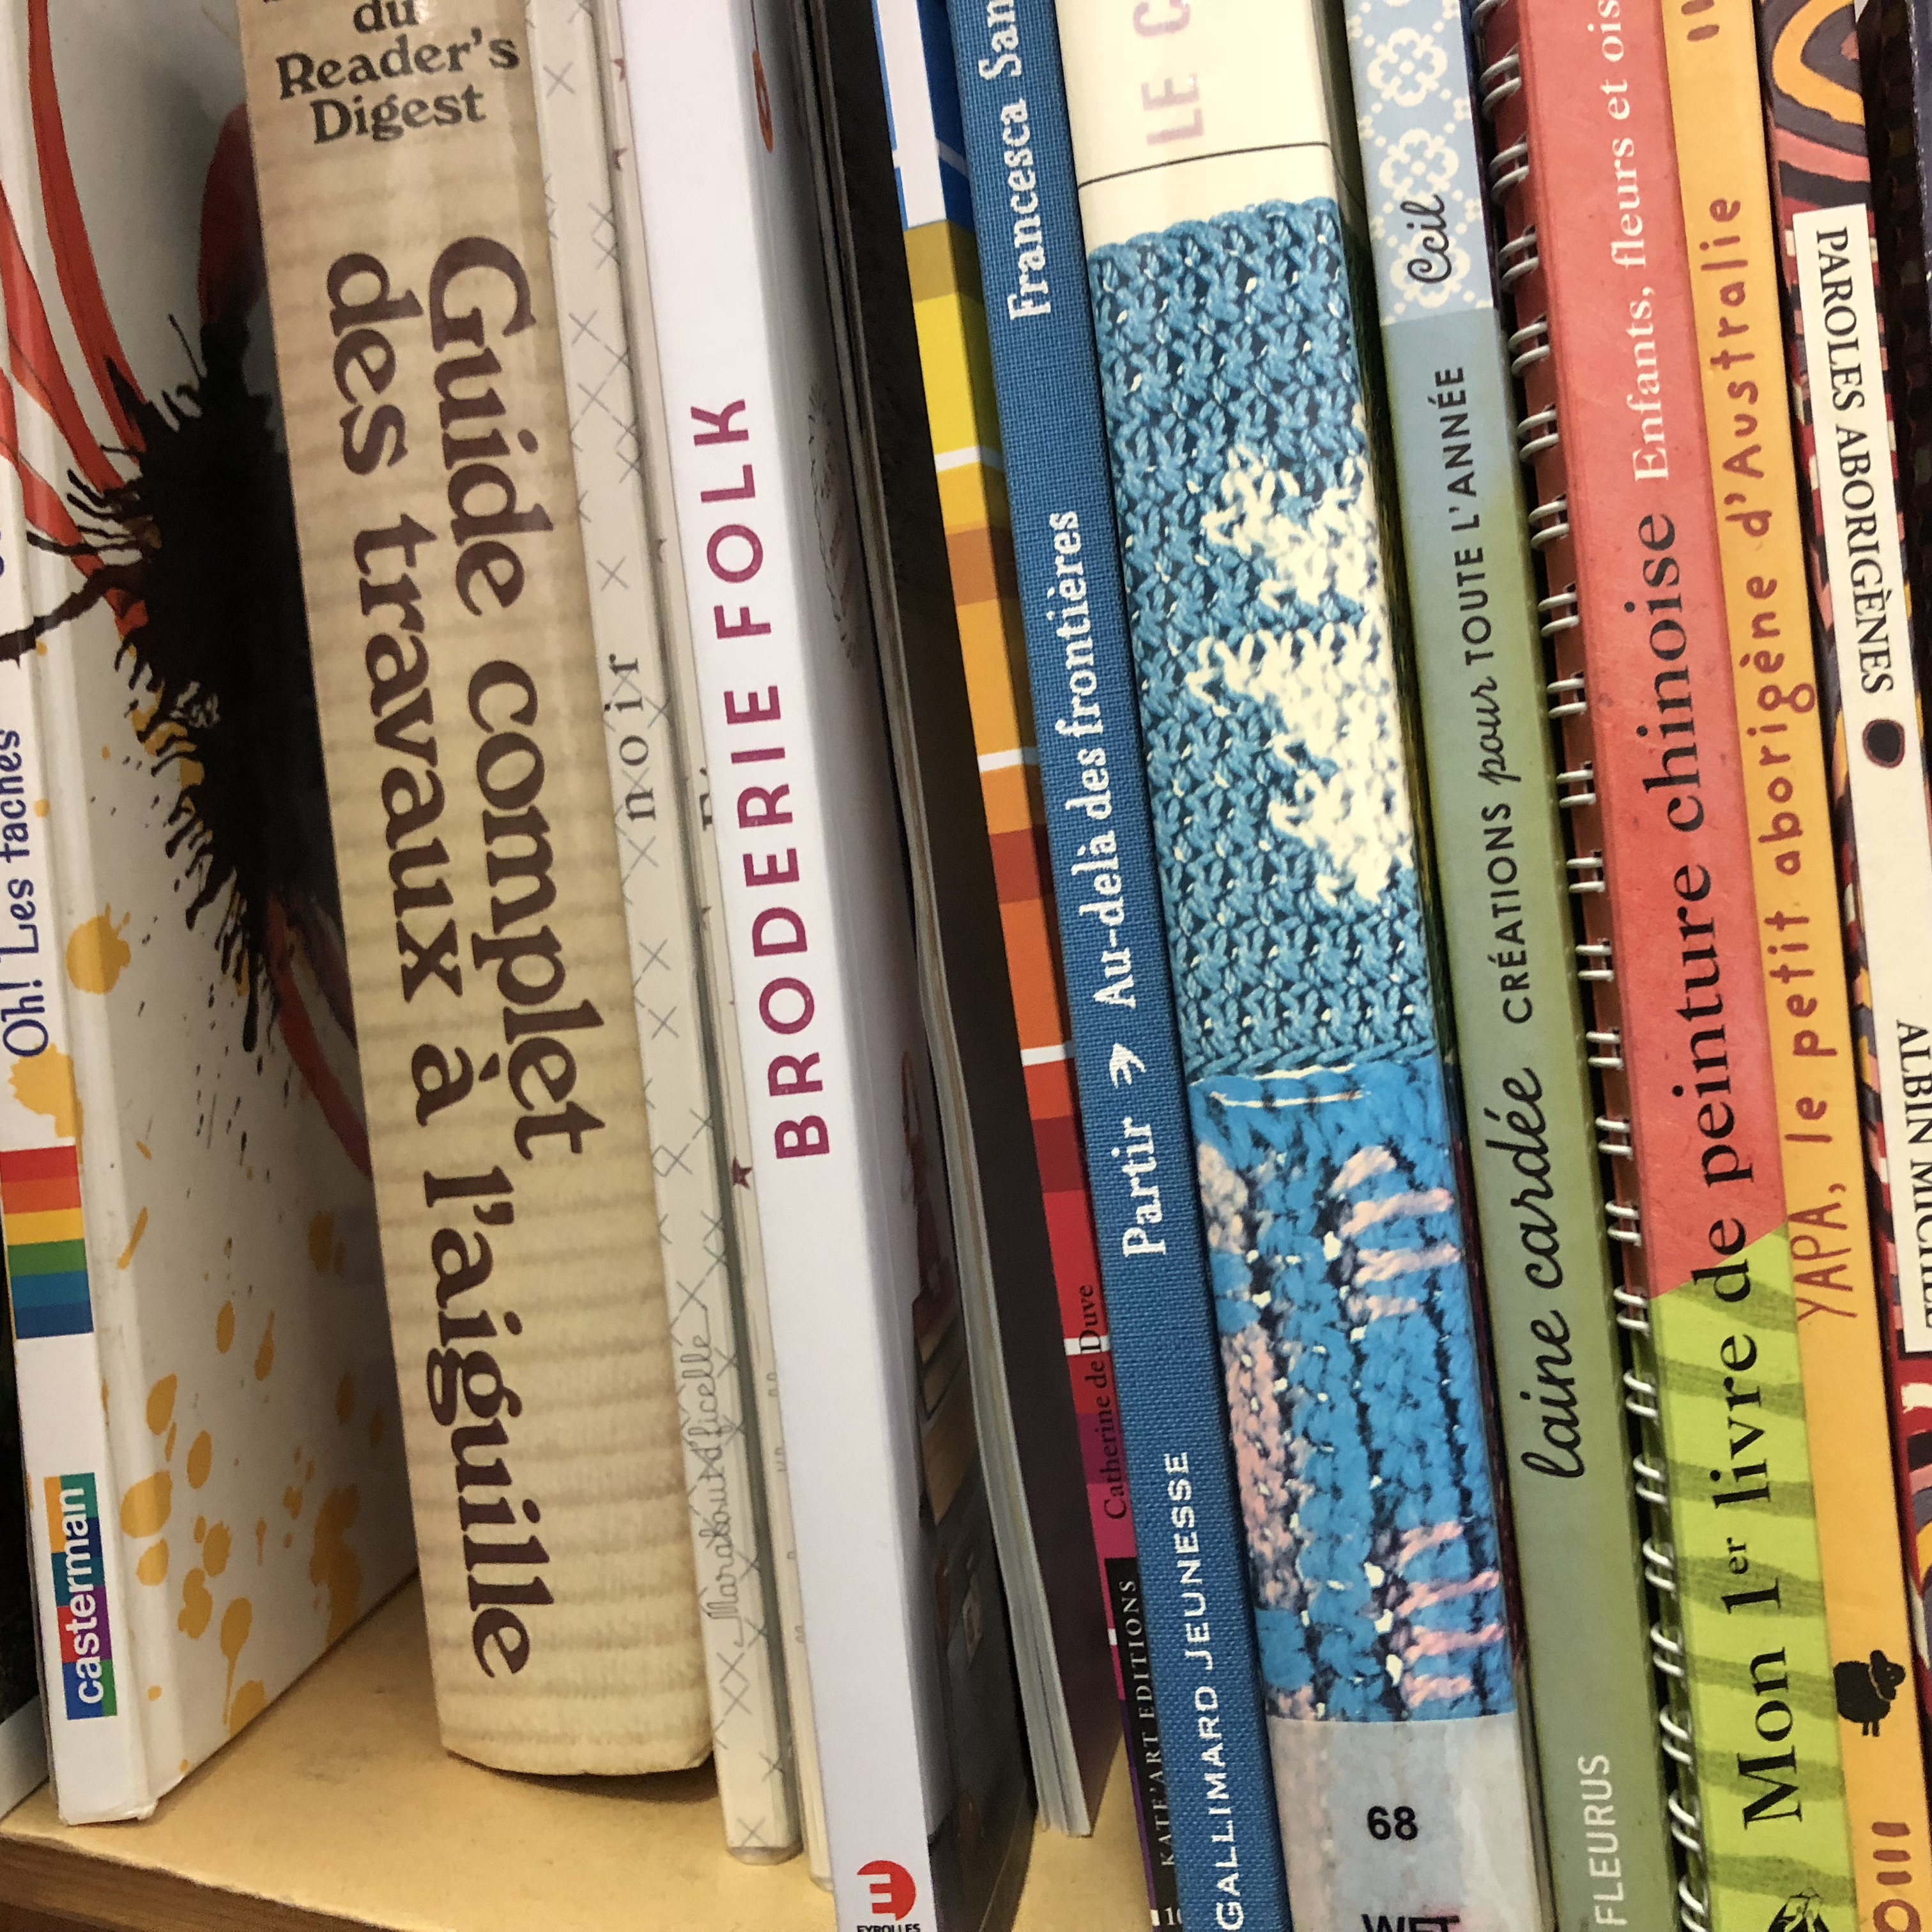 Oh! Les taches
casterman
du
Reader's
Digest
Guide complet
des travaux à l'aiguille
noir
Marabout d'ficelle
BRODERIE FOLK
EYROLLES
Catherine de Duve
KATE'ART EDITIONS
Francesca San
Partir → Au-delà des frontières
GALLIMARD JEUNESSE
LE C
68
Cécil
laine cardée CRÉATIONS pour TOUTE L'ANNÉE
FLEURUS
Mon 1er livre de peinture chinoise Enfants, fleurs et ois
YAPA, le petit aborigène d'Australie
PAROLES ABORIGÈNES
ALBIN MICHEL